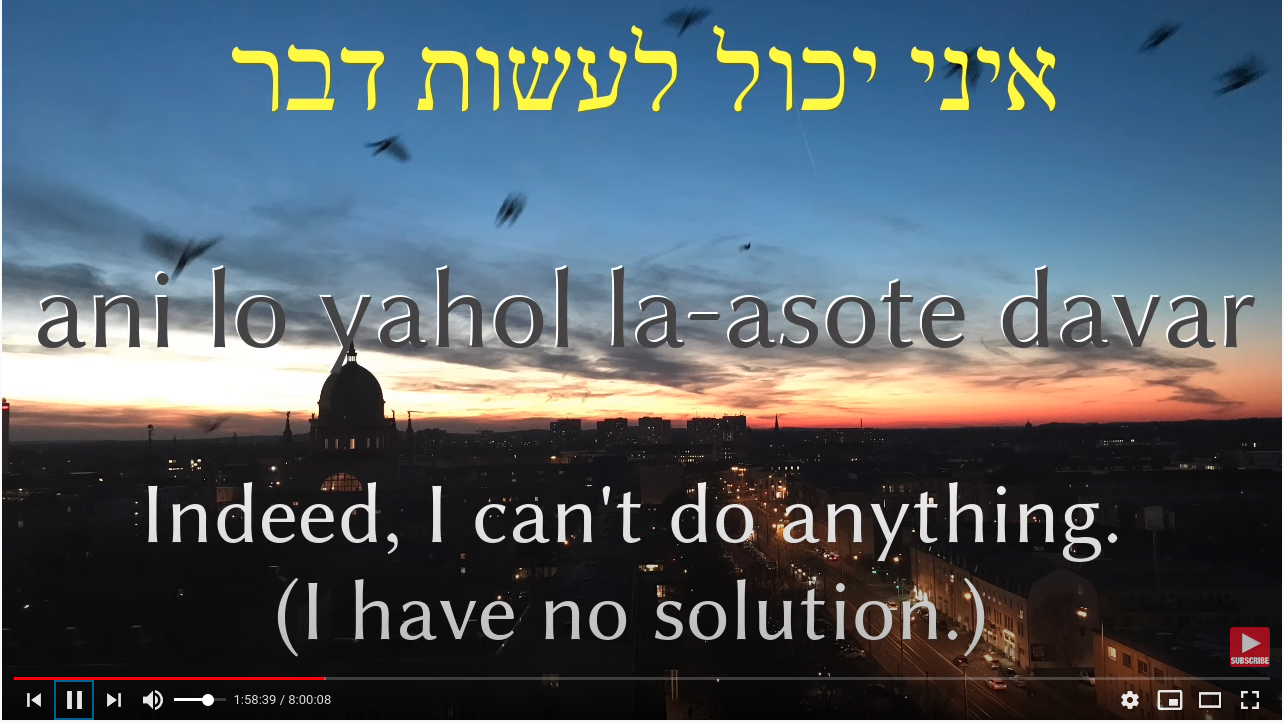 איני יכול לעשות דבר
ani lo yahol la-asote davar
Indeed, I can't do anything.
(I have no solution.)
SUBSCRIBE
1:58:39 / 8:00:08